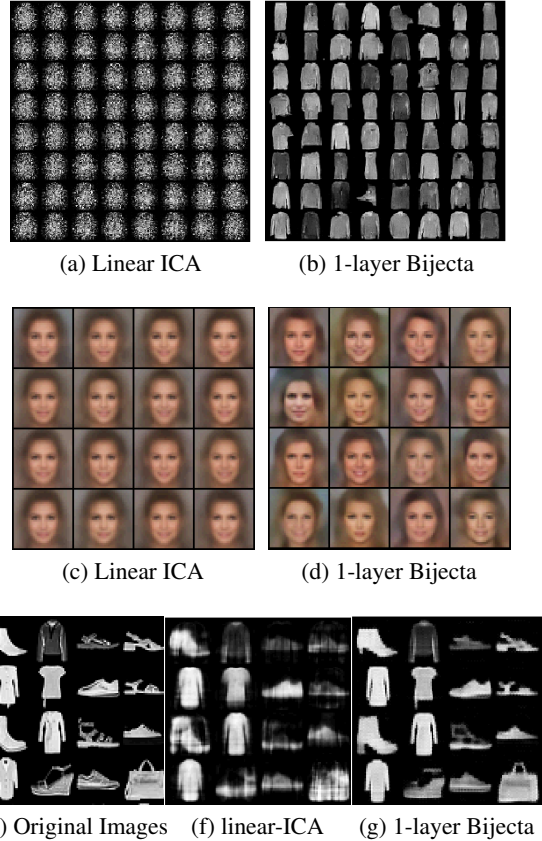 (a) Linear ICA
(b) 1-layer Bijecta
(c) Linear ICA
(d) 1-layer Bijecta
) Original Images
(f) linear-ICA
(g) 1-layer Bijecta